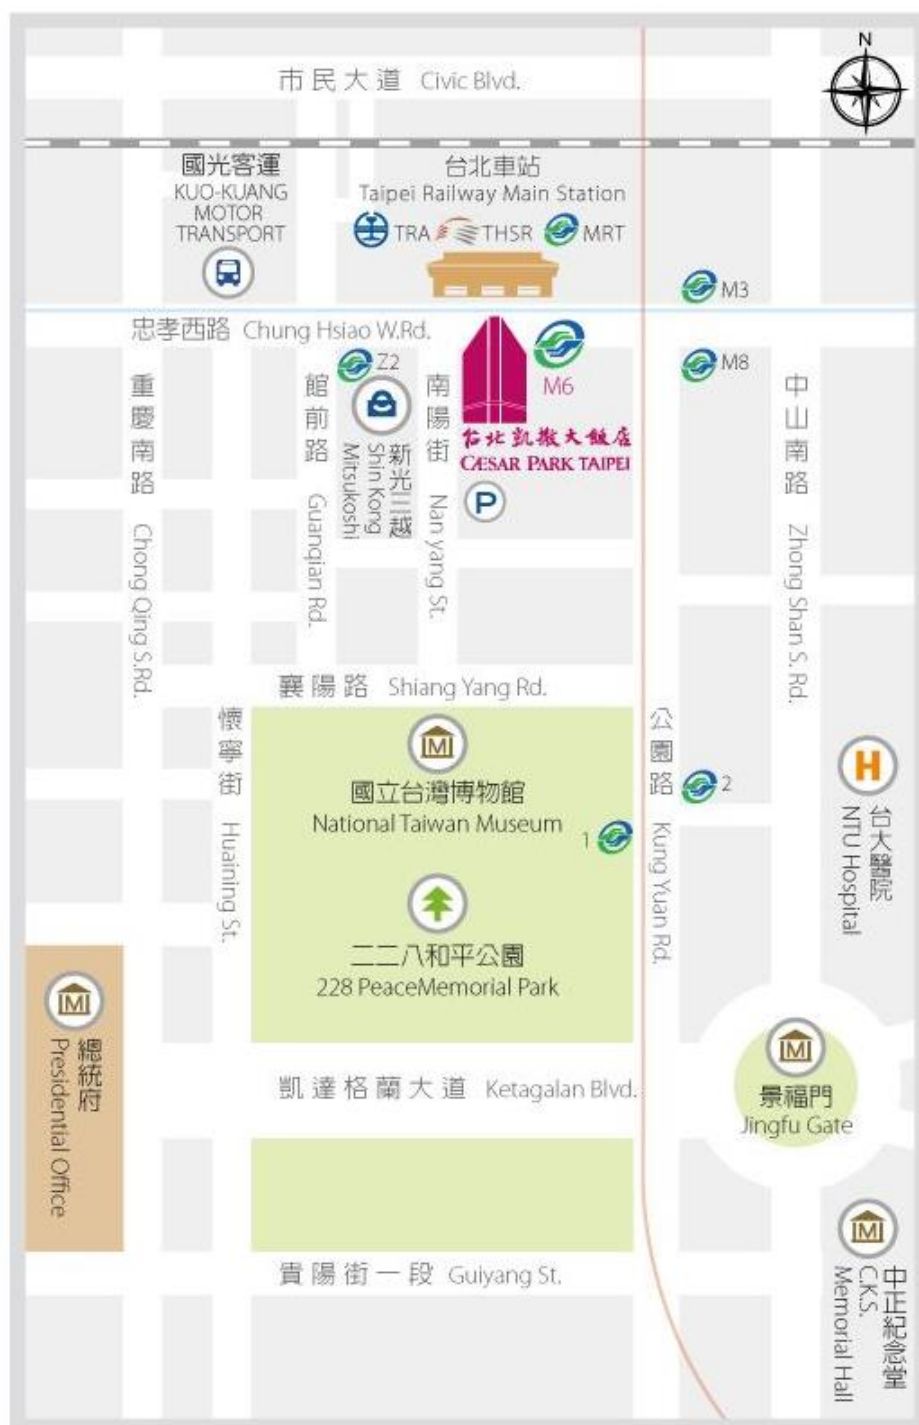 N
市民大道 Civic Blvd.
國光客運
KUO-KUANG
MOTOR
TRANSPORT
台北車站
Taipei Railway Main Station
TRA THSR MRT
M3
忠孝西路 Chung Hsiao W.Rd.
Z2
M6
M8
重慶南路 Chong Qing S.Rd.
館前路 Guanqian Rd.
新光三越
Shin Kong
Mitsukoshi
南陽街 Nan yang St.
台北凱撒大飯店
CÆSAR PARK TAIPEI
P
中山南路 Zhong Shan S. Rd.
襄陽路 Shiang Yang Rd.
懷寧街 Huaining St.
M
國立台灣博物館
National Taiwan Museum
1
公園路 Kung Yuan Rd.
2
H
台大醫院
NTU Hospital
二二八和平公園
228 PeaceMemorial Park
M
總統府
Presidential Office
凱達格蘭大道 Ketagalan Blvd.
M
景福門
Jingfu Gate
貴陽街一段 Guiyang St.
M
中正紀念堂
C.K.S.
Memorial Hall